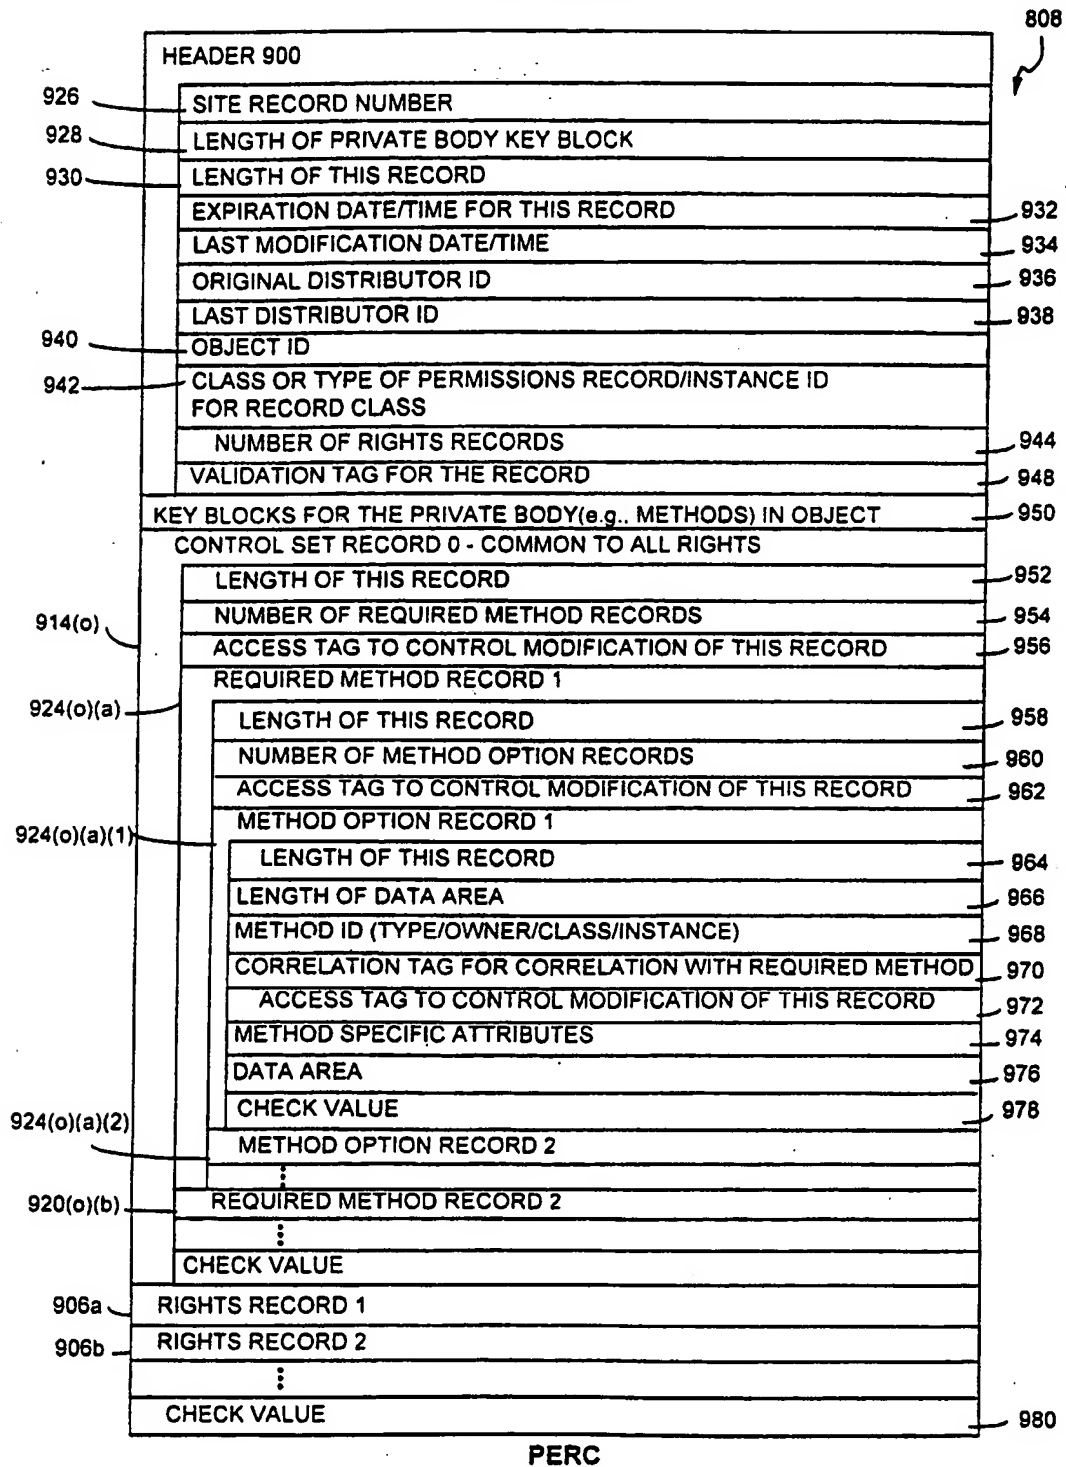 808
HEADER 900
926 SITE RECORD NUMBER
928 LENGTH OF PRIVATE BODY KEY BLOCK
930 LENGTH OF THIS RECORD
EXPIRATION DATE/TIME FOR THIS RECORD 932
LAST MODIFICATION DATE/TIME 934
ORIGINAL DISTRIBUTOR ID 936
LAST DISTRIBUTOR ID 938
940 OBJECT ID
942 CLASS OR TYPE OF PERMISSIONS RECORD/INSTANCE ID
FOR RECORD CLASS
NUMBER OF RIGHTS RECORDS 944
VALIDATION TAG FOR THE RECORD 948
KEY BLOCKS FOR THE PRIVATE BODY(e.g.. METHODS) IN OBJECT 950
CONTROL SET RECORD 0 - COMMON TO ALL RIGHTS
LENGTH OF THIS RECORD 952
914(o) NUMBER OF REQUIRED METHOD RECORDS 954
ACCESS TAG TO CONTROL MODIFICATION OF THIS RECORD 956
REQUIRED METHOD RECORD 1
924(o)(a) LENGTH OF THIS RECORD 958
NUMBER OF METHOD OPTION RECORDS 960
ACCESS TAG TO CONTROL MODIFICATION OF THIS RECORD 962
924(o)(a)(1) METHOD OPTION RECORD 1
LENGTH OF THIS RECORD 964
LENGTH OF DATA AREA 966
METHOD ID (TYPE/OWNER/CLASS/INSTANCE) 968
CORRELATION TAG FOR CORRELATION WITH REQUIRED METHOD 970
ACCESS TAG TO CONTROL MODIFICATION OF THIS RECORD 972
METHOD SPECIFIC ATTRIBUTES 974
DATA AREA 976
CHECK VALUE 978
924(o)(a)(2) METHOD OPTION RECORD 2
920(o)(b) REQUIRED METHOD RECORD 2
CHECK VALUE
906a RIGHTS RECORD 1
906b RIGHTS RECORD 2
CHECK VALUE 980
PERC